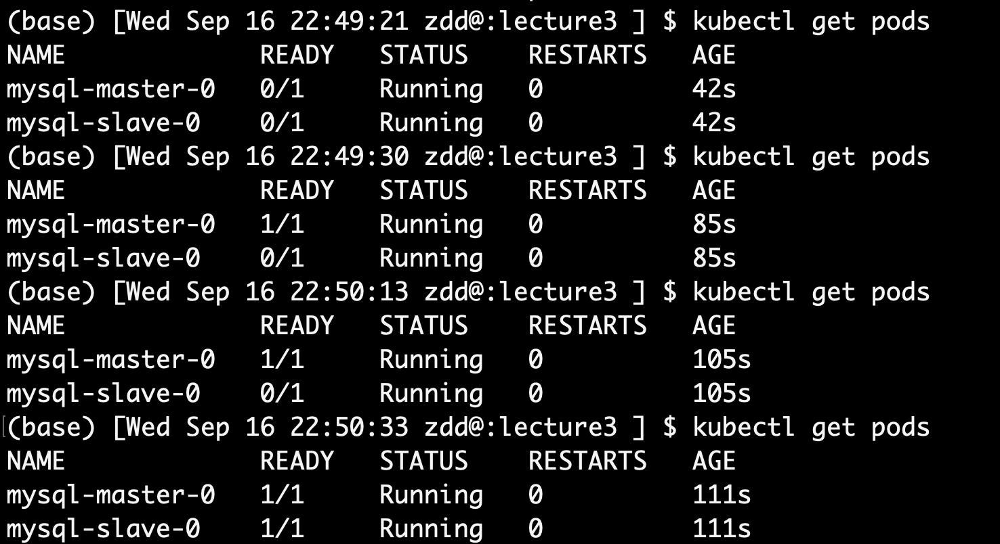 (base) [Wed Sep 16 22:49:21 zdd@:lecture3 ] $ kubectl get pods
NAME             READY   STATUS    RESTARTS   AGE
mysql-master-0   0/1     Running   0          42s
mysql-slave-0    0/1     Running   0          42s
(base) [Wed Sep 16 22:49:30 zdd@:lecture3 ] $ kubectl get pods
NAME             READY   STATUS    RESTARTS   AGE
mysql-master-0   1/1     Running   0          85s
mysql-slave-0    0/1     Running   0          85s
(base) [Wed Sep 16 22:50:13 zdd@:lecture3 ] $ kubectl get pods
NAME             READY   STATUS    RESTARTS   AGE
mysql-master-0   1/1     Running   0          105s
mysql-slave-0    0/1     Running   0          105s
(base) [Wed Sep 16 22:50:33 zdd@:lecture3 ] $ kubectl get pods
NAME             READY   STATUS    RESTARTS   AGE
mysql-master-0   1/1     Running   0          111s
mysql-slave-0    1/1     Running   0          111s